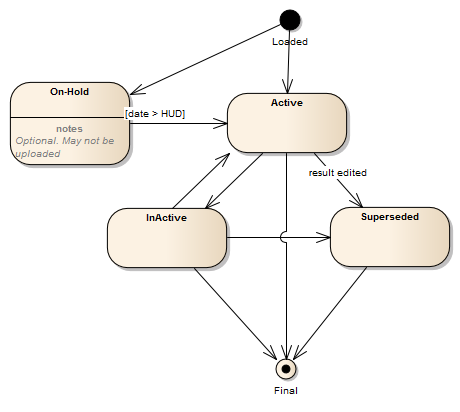 Loaded
On-Hold
notes
Optional. May not be
uploaded
[date > HUD]
Active
result edited
InActive
Superseded
Final